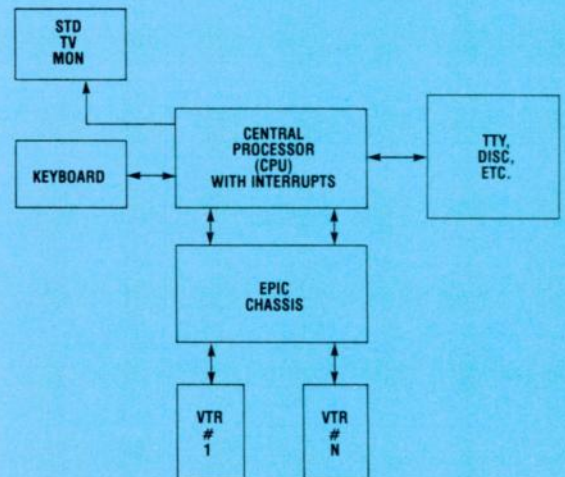 STD
TV
MON
CENTRAL
PROCESSOR
(CPU)
WITH INTERRUPTS
KEYBOARD
TTY,
DISC,
ETC.
EPIC
CHASSIS
VTR
#
1
VTR
#
N